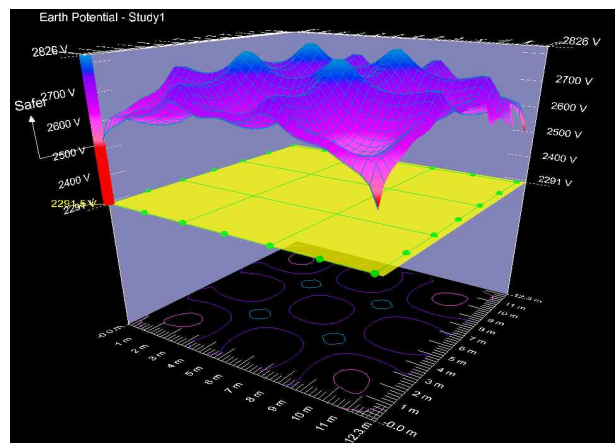 Earth Potential - Study1
2826 V
2700 V
2600 V
2500 V
2400 V
2291 V
Safer
2826 V
2700 V
2600 V
2500 V
2400 V
2291 V
-0.0 m
1 m
2 m
3 m
4 m
5 m
6 m
7 m
8 m
9 m
10 m
11 m
12.3 m
-12.3 m
11 m
10 m
9 m
8 m
7 m
6 m
5 m
4 m
3 m
2 m
1 m
-0.0 m